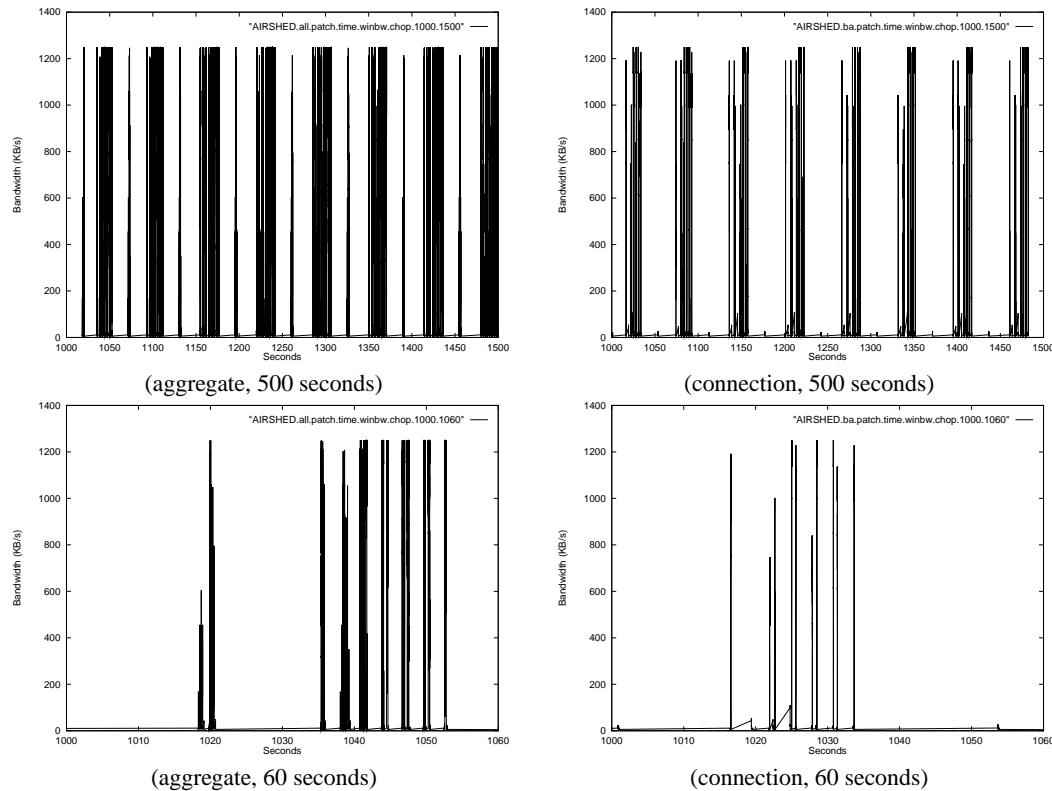 1400
1200
1000
800
600
400
200
0
Bandwidth (KB/s)
"AIRSHED.all.patch.time.winbw.chop.1000.1500"
1000 1050 1100 1150 1200 1250 1300 1350 1400 1450 1500
Seconds
(aggregate, 500 seconds)
1400
1200
1000
800
600
400
200
0
Bandwidth (KB/s)
"AIRSHED.ba.patch.time.winbw.chop.1000.1500"
1000 1050 1100 1150 1200 1250 1300 1350 1400 1450 1500
Seconds
(connection, 500 seconds)
1400
1200
1000
800
600
400
200
0
Bandwidth (KB/s)
"AIRSHED.all.patch.time.winbw.chop.1000.1060"
1000 1010 1020 1030 1040 1050 1060
Seconds
(aggregate, 60 seconds)
1400
1200
1000
800
600
400
200
0
Bandwidth (KB/s)
"AIRSHED.ba.patch.time.winbw.chop.1000.1060"
1000 1010 1020 1030 1040 1050 1060
Seconds
(connection, 60 seconds)